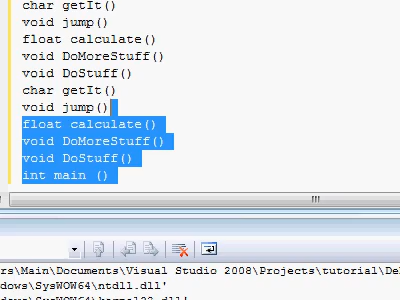 char getIt()
void jump()
float calculate()
void DoMoreStuff()
void DoStuff()
char getIt()
void jump()
float calculate()
void DoMoreStuff()
void DoStuff()
int main ()
rs\Main\Documents\Visual Studio 2008\Projects\tutorial\De
dows\SysWOW64\ntdll.dll'